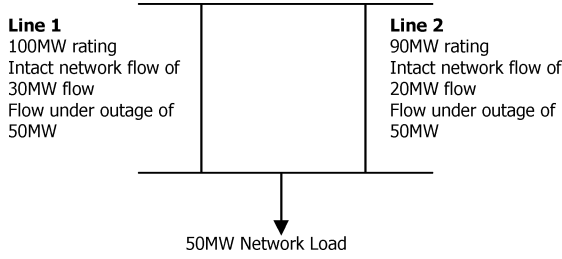 Line 1
100MW rating
Intact network flow of
30MW flow
Flow under outage of
50MW
Line 2
90MW rating
Intact network flow of
20MW flow
Flow under outage of
50MW
50MW Network Load